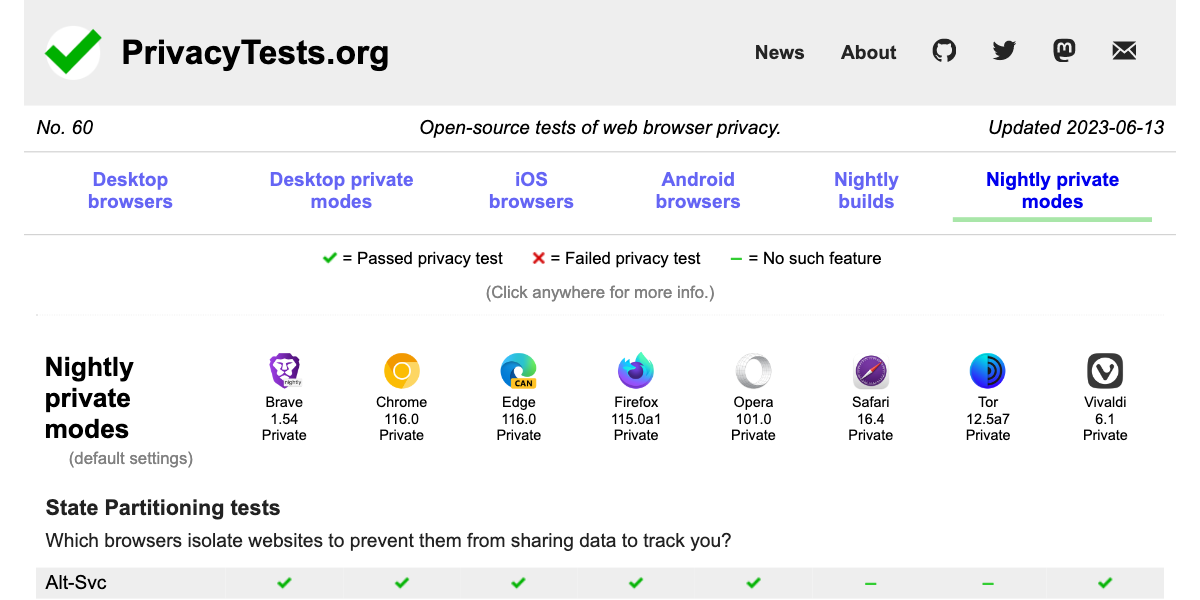 PrivacyTests.org
News About
No. 60 Open-source tests of web browser privacy. Updated 2023-06-13
Desktop browsers
Desktop private modes
iOS browsers
Android browsers
Nightly builds
Nightly private modes
= Passed privacy test = Failed privacy test = No such feature
(Click anywhere for more info.)
Nightly
private
modes
(default settings)
Brave
1.54
Private
Chrome
116.0
Private
CAN
Edge
116.0
Private
Firefox
115.0a1
Private
Opera
101.0
Private
Safari
16.4
Private
Tor
12.5a7
Private
Vivaldi
6.1
Private
State Partitioning tests
Which browsers isolate websites to prevent them from sharing data to track you?
Alt-Svc